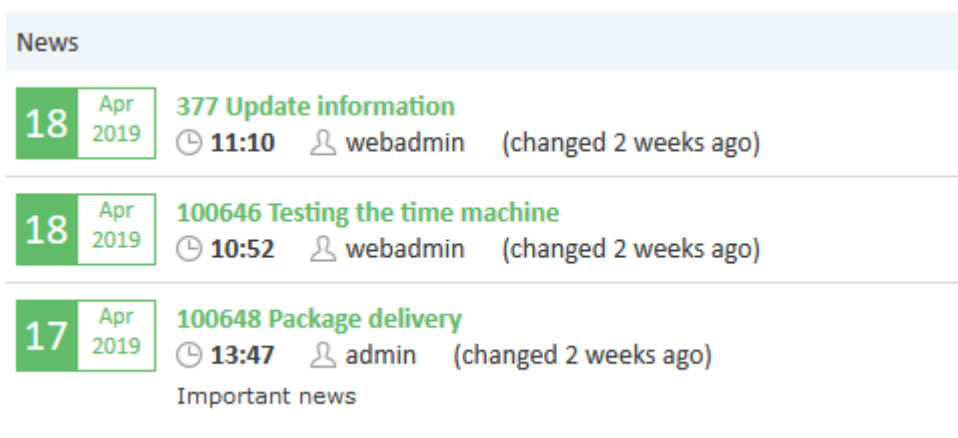 News
18 Apr 2019
377 Update information
11:10 webadmin (changed 2 weeks ago)
18 Apr 2019
100646 Testing the time machine
10:52 webadmin (changed 2 weeks ago)
17 Apr 2019
100648 Package delivery
13:47 admin (changed 2 weeks ago)
Important news